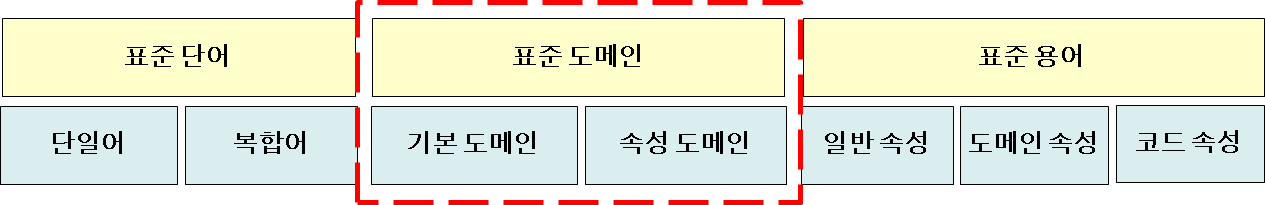 표준 단어
표준 도메인
표준 용어
단일어
복합어
기본 도메인
속성 도메인
일반 속성
도메인 속성
코드 속성